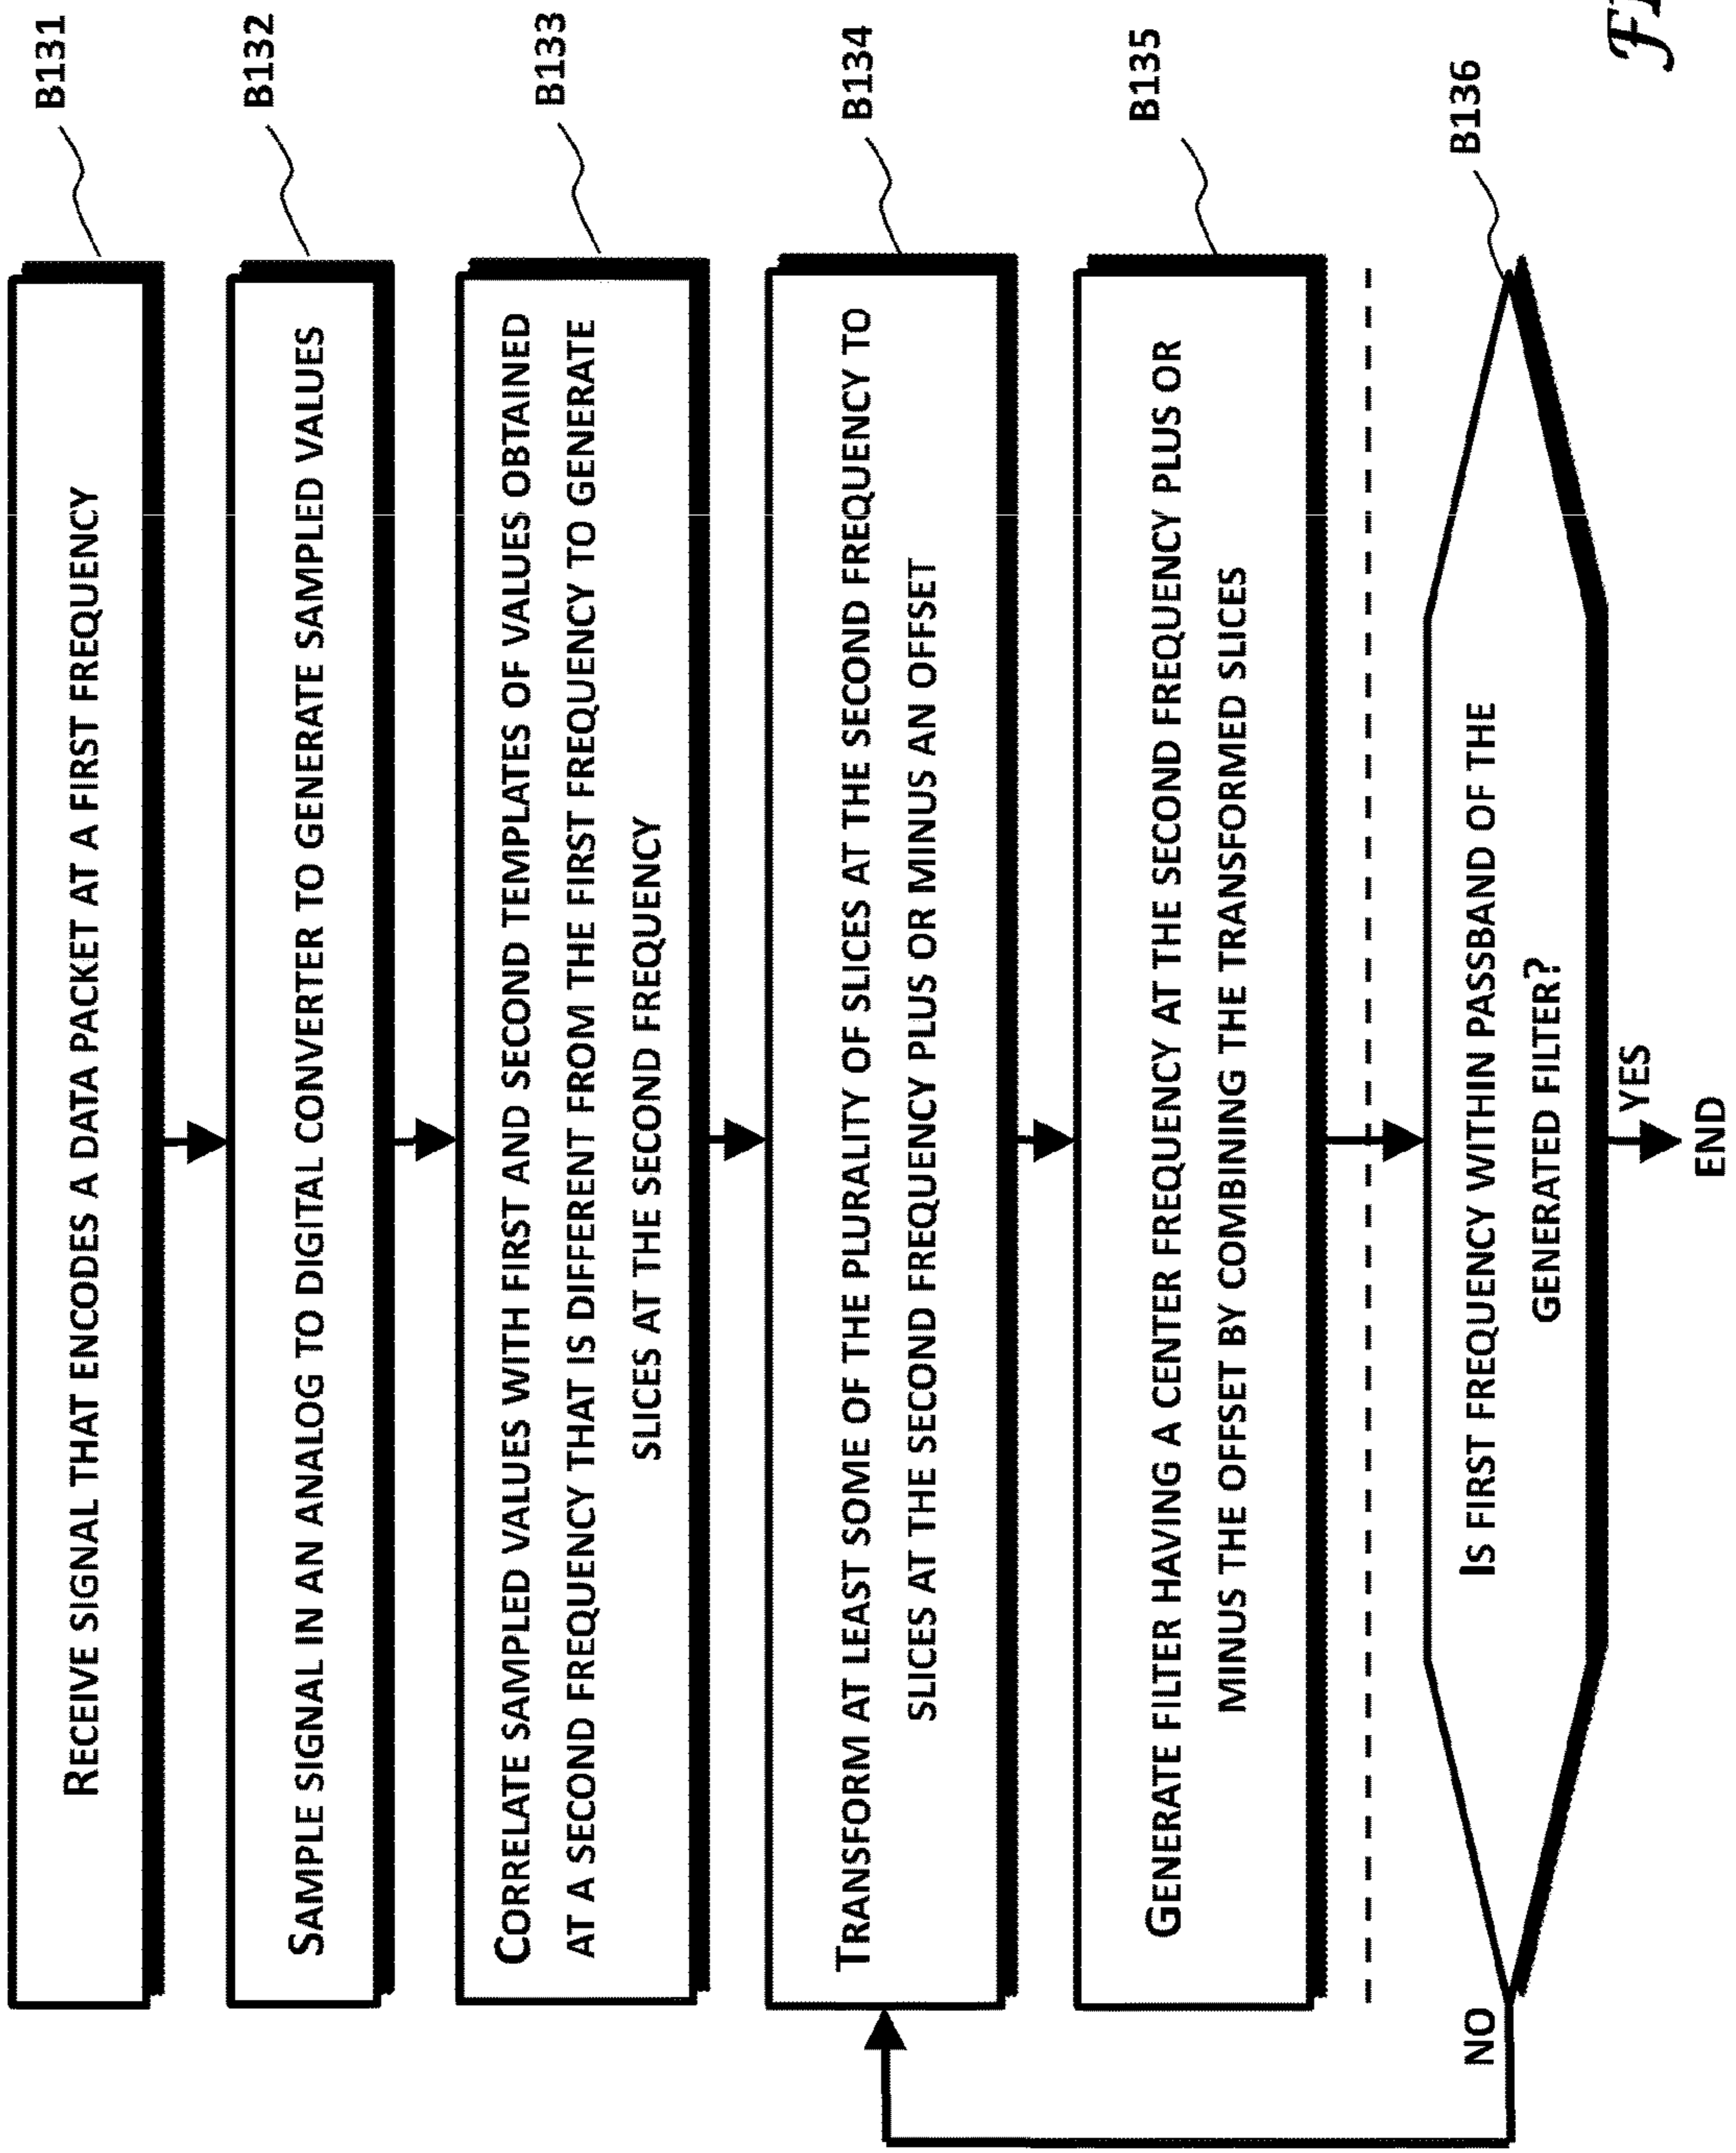 RECEIVE SIGNAL THAT ENCODES A DATA PACKET AT A FIRST FREQUENCY
B131
SAMPLE SIGNAL IN AN ANALOG TO DIGITAL CONVERTER TO GENERATE SAMPLED VALUES
B132
CORRELATE SAMPLED VALUES WITH FIRST AND SECOND TEMPLATES OF VALUES OBTAINED
AT A SECOND FREQUENCY THAT IS DIFFERENT FROM THE FIRST FREQUENCY TO GENERATE
SLICES AT THE SECOND FREQUENCY
B133
TRANSFORM AT LEAST SOME OF THE PLURALITY OF SLICES AT THE SECOND FREQUENCY TO
SLICES AT THE SECOND FREQUENCY PLUS OR MINUS AN OFFSET
B134
GENERATE FILTER HAVING A CENTER FREQUENCY AT THE SECOND FREQUENCY PLUS OR
MINUS THE OFFSET BY COMBINING THE TRANSFORMED SLICES
B135
IS FIRST FREQUENCY WITHIN PASSBAND OF THE
GENERATED FILTER?
B136
NO
YES
END